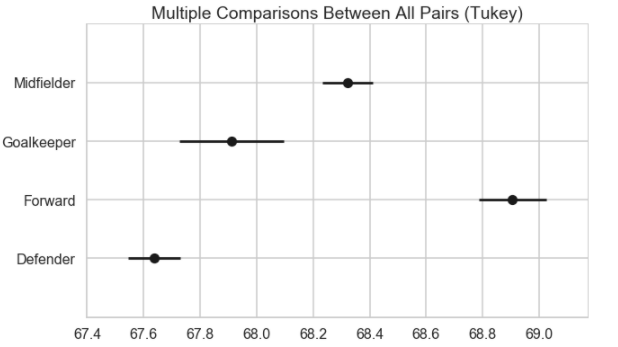 Multiple Comparisons Between All Pairs (Tukey)
Midfielder
Goalkeeper
Forward
Defender
67.4 67.6 67.8 68.0 68.2 68.4 68.6 68.8 69.0